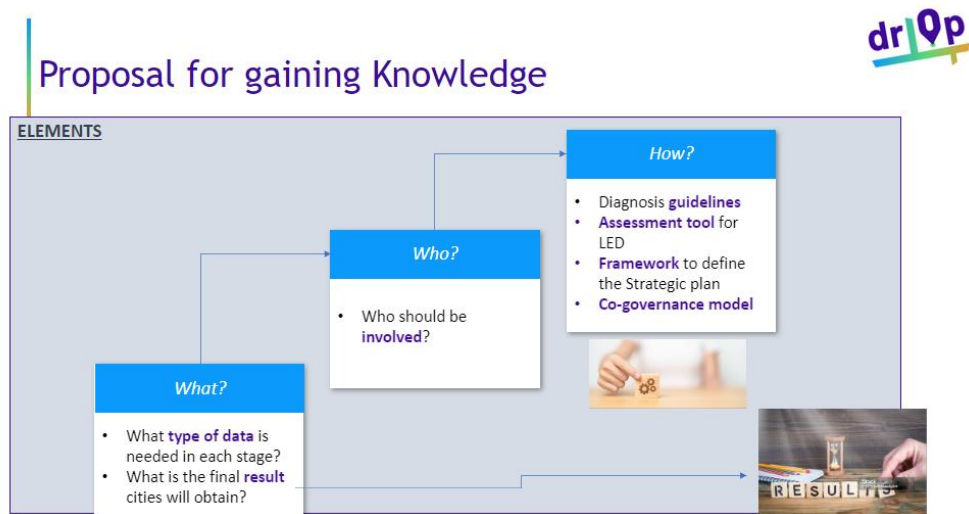 drOp
Proposal for gaining Knowledge
ELEMENTS
How?
• Diagnosis guidelines
• Assessment tool for
LED
• Framework to define
the Strategic plan
• Co-governance model
Who?
• Who should be
involved?
What?
• What type of data is
needed in each stage?
• What is the final result
cities will obtain?
RESULTS